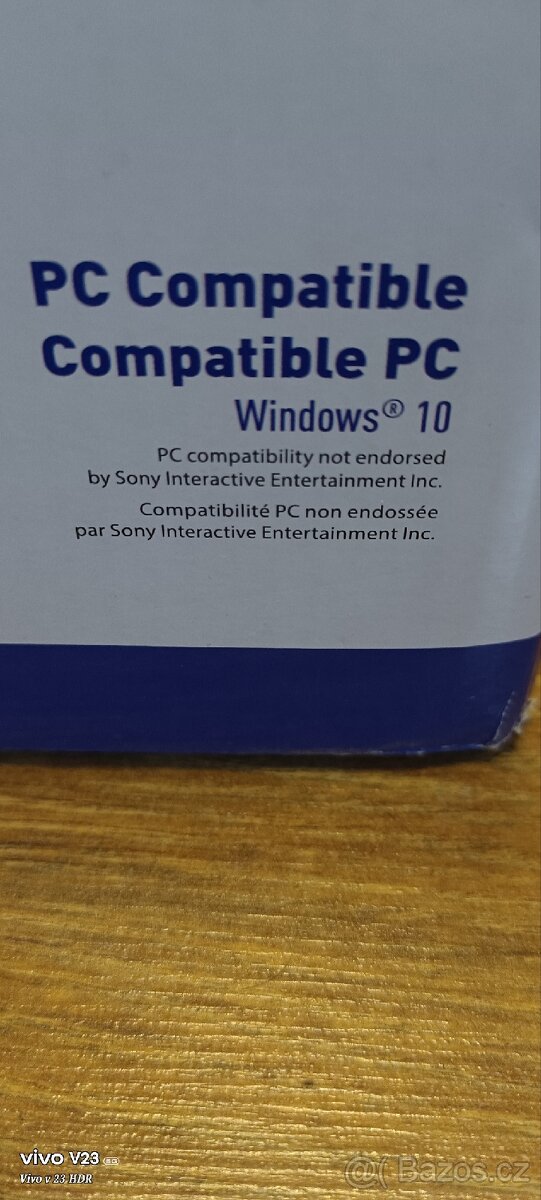 PC Compatible
Compatible PC
Windows® 10
PC compatibility not endorsed
by Sony Interactive Entertainment Inc.
Compatibilité PC non endossée
par Sony Interactive Entertainment Inc.
vivo V23
Vivo v 23 HDR
Bazos.cz